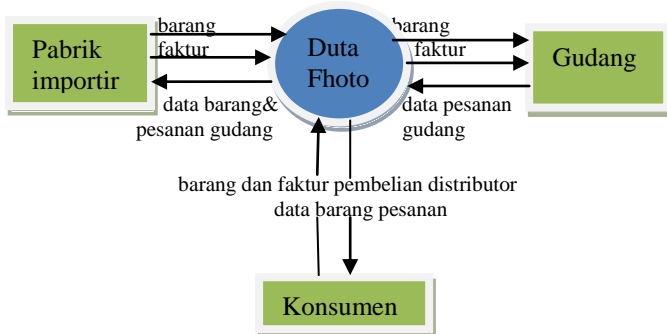 barang
faktur
Pabrik
importir
data barang&
pesanan gudang
Duta
Fhoto
barang
faktur
Gudang
data pesanan
gudang
barang dan faktur pembelian distributor
data barang pesanan
Konsumen